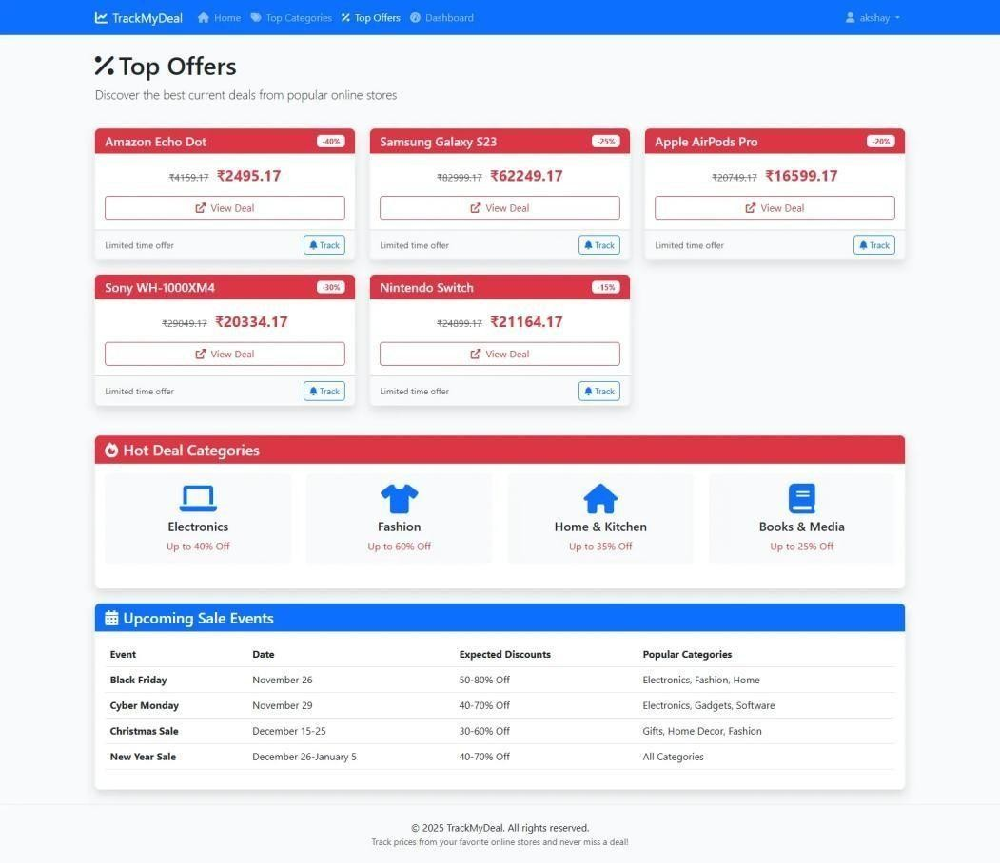 TrackMyDeal Home Top Categories Top Offers Dashboard akshay
Top Offers
Discover the best current deals from popular online stores
Amazon Echo Dot -40%
₹4159.17 ₹2495.17
View Deal
Limited time offer Track
Samsung Galaxy S23 -25%
₹82999.17 ₹62249.17
View Deal
Limited time offer Track
Apple AirPods Pro -20%
₹20749.17 ₹16599.17
View Deal
Limited time offer Track
Sony WH-1000XM4 -30%
₹29049.17 ₹20334.17
View Deal
Limited time offer Track
Nintendo Switch -15%
₹24899.17 ₹21164.17
View Deal
Limited time offer Track
Hot Deal Categories
Electronics
Up to 40% Off
Fashion
Up to 60% Off
Home & Kitchen
Up to 35% Off
Books & Media
Up to 25% Off
Upcoming Sale Events
Event Date Expected Discounts Popular Categories
Black Friday November 26 50-80% Off Electronics, Fashion, Home
Cyber Monday November 29 40-70% Off Electronics, Gadgets, Software
Christmas Sale December 15-25 30-60% Off Gifts, Home Decor, Fashion
New Year Sale December 26-January 5 40-70% Off All Categories
© 2025 TrackMyDeal. All rights reserved.
Track prices from your favorite online stores and never miss a deal!